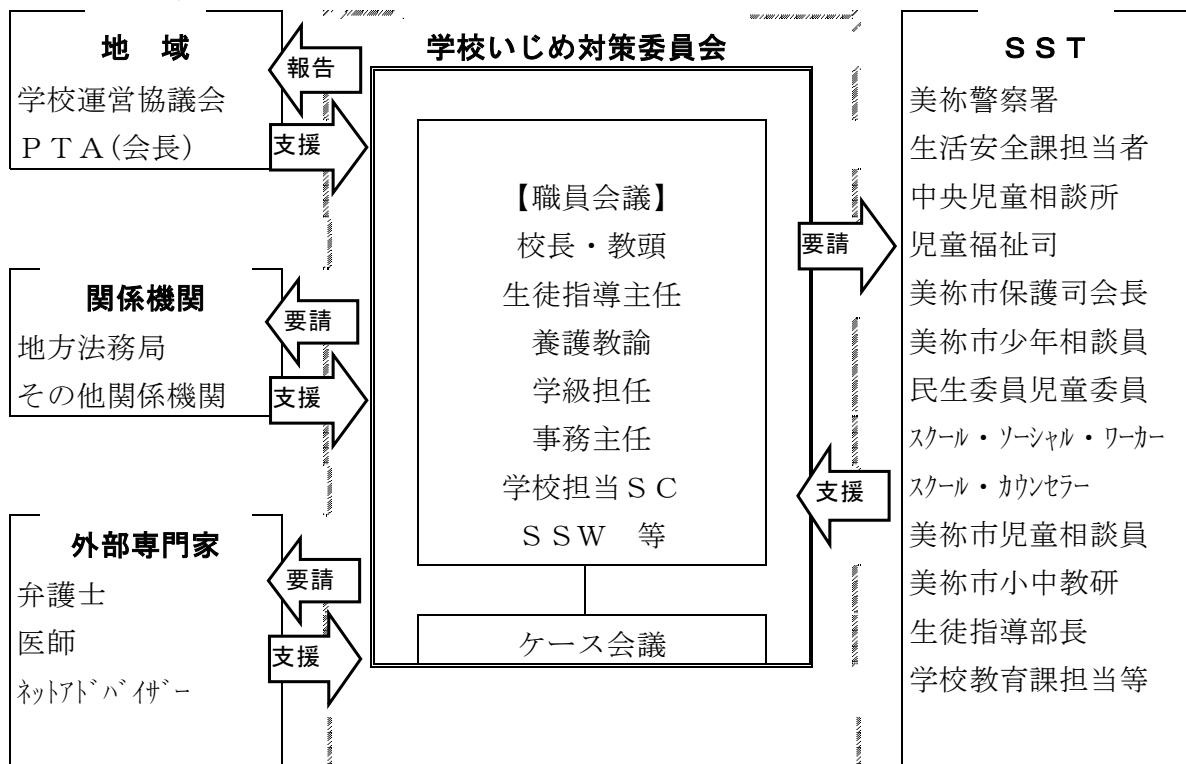 地　域
学校運営協議会
ＰＴＡ(会長)
報告
支援
関係機関
地方法務局
その他関係機関
要請
支援
外部専門家
弁護士
医師
ﾈｯﾄｱﾄﾞﾊﾞｲｻﾞｰ
要請
支援
学校いじめ対策委員会
【職員会議】
校長・教頭
生徒指導主任
養護教諭
学級担任
事務主任
学校担当ＳＣ
ＳＳＷ　等
ケース会議
要請
支援
ＳＳＴ
美祢警察署
生活安全課担当者
中央児童相談所
児童福祉司
美祢市保護司会長
美祢市少年相談員
民生委員児童委員
ｽｸｰﾙ・ｿｰｼｬﾙ・ﾜｰｶｰ
ｽｸｰﾙ・ｶｳﾝｾﾗｰ
美祢市児童相談員
美祢市小中教研
生徒指導部長
学校教育課担当等